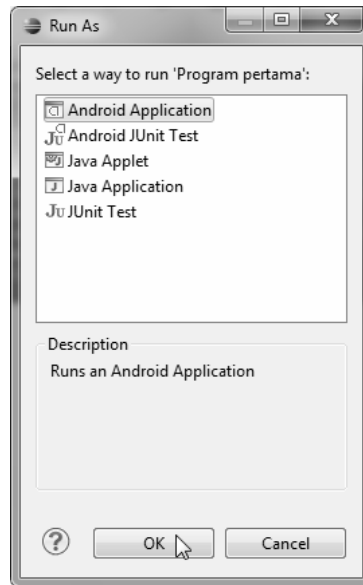 Run As
Select a way to run 'Program pertama':
Android Application
Android JUnit Test
Java Applet
Java Application
JUnit Test
Description
Runs an Android Application
OK
Cancel